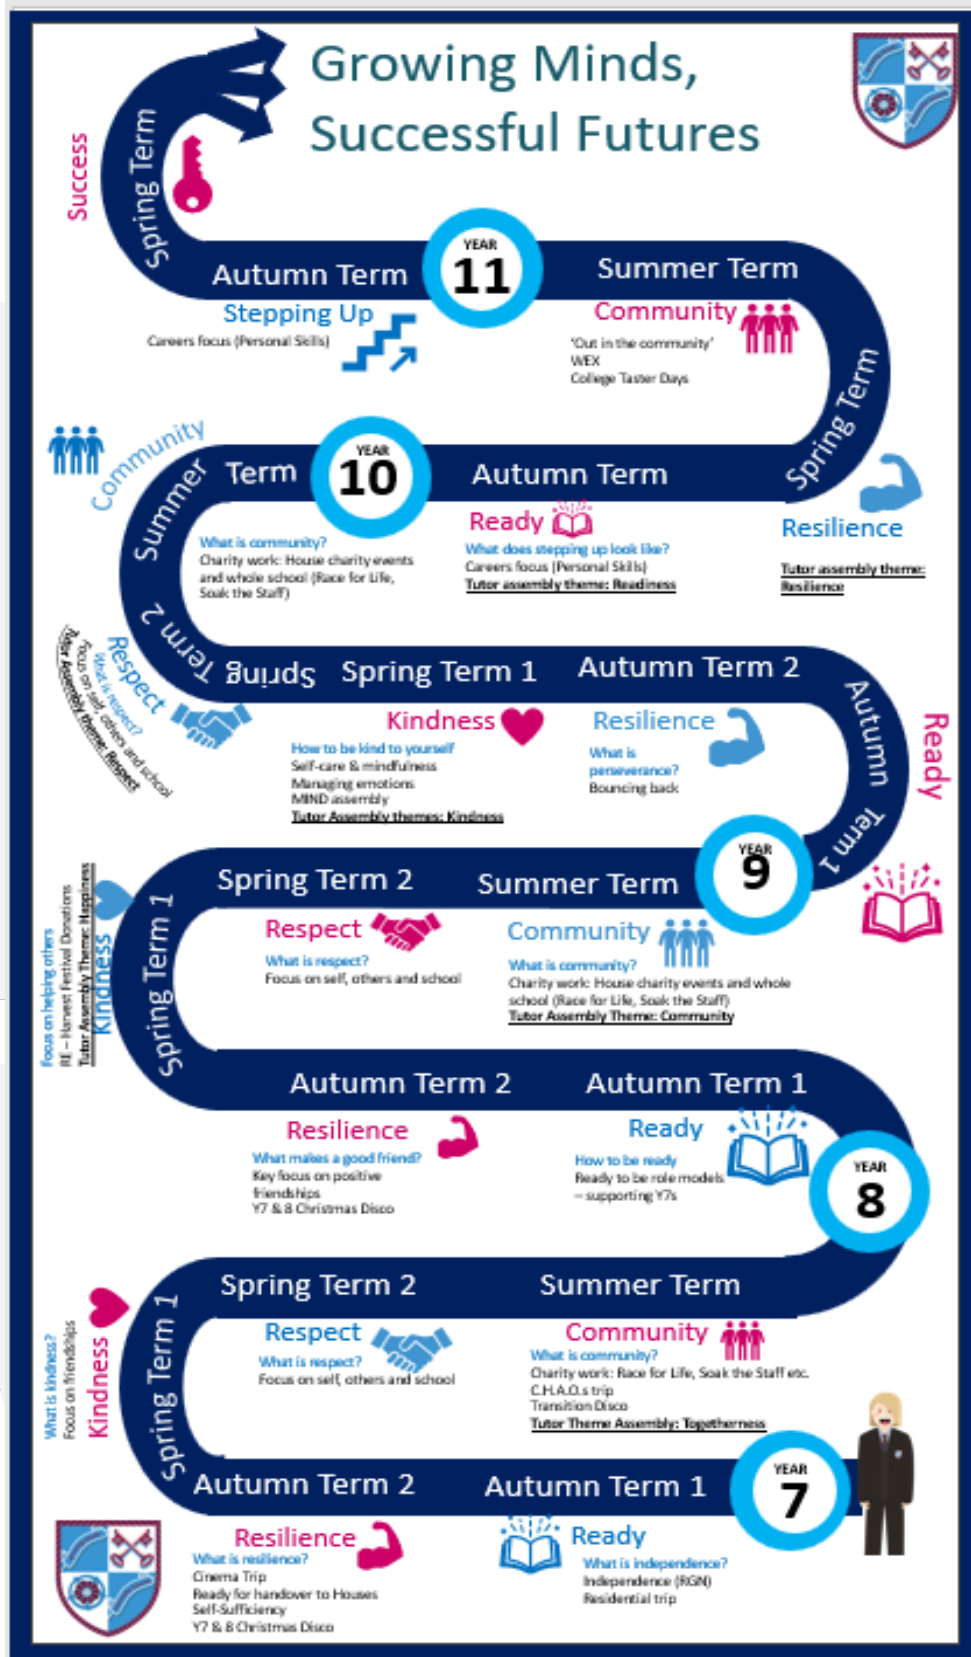 Growing Minds,
Successful Futures
Success
Spring Term
Autumn Term
YEAR
11
Summer Term
Stepping Up
Careers focus (Personal Skills)
Community
'Out in the community'
WEX
College Taster Days
Spring Term
Community
Summer
Term
YEAR
10
Autumn Term
What is community?
Charity work: House charity events
and whole school (Race for Life,
Soak the Staff)
Ready
What does stepping up look like?
Careers focus (Personal Skills)
Tutor assembly theme: Readiness
Resilience
Tutor assembly theme:
Resilience
Spring Term 2
Respect
What is respect?
Focus on self, others and school
Tutor Assembly theme: Respect
Spring Term 1
Autumn Term 2
Autumn Term 1
Kindness
How to be kind to yourself
Self-care & mindfulness
Managing emotions
MIND assembly
Tutor Assembly themes: Kindness
Resilience
What is
perseverance?
Bouncing back
Ready
YEAR
9
Spring Term 2
Summer Term
Spring Term 1
Focus on helping others
RE – Harvest Festival Donations
Tutor Assembly Theme: Happiness
Kindness
Respect
What is respect?
Focus on self, others and school
Community
What is community?
Charity work: House charity events and whole
school (Race for Life, Soak the Staff)
Tutor Assembly Theme: Community
Autumn Term 2
Autumn Term 1
Resilience
What makes a good friend?
Key focus on positive
friendships
Y7 & 8 Christmas Disco
Ready
How to be ready
Ready to be role models
– supporting Y7s
YEAR
8
Spring Term 2
Summer Term
Spring Term 1
What is kindness?
Focus on friendships
Kindness
Respect
What is respect?
Focus on self, others and school
Community
What is community?
Charity work: Race for Life, Soak the Staff etc.
C.H.A.O.s trip
Transition Disco
Tutor Theme Assembly: Togetherness
Autumn Term 2
Autumn Term 1
YEAR
7
Resilience
What is resilience?
Cinema Trip
Ready for handover to Houses
Self-Sufficiency
Y7 & 8 Christmas Disco
Ready
What is independence?
Independence (RGN)
Residential trip